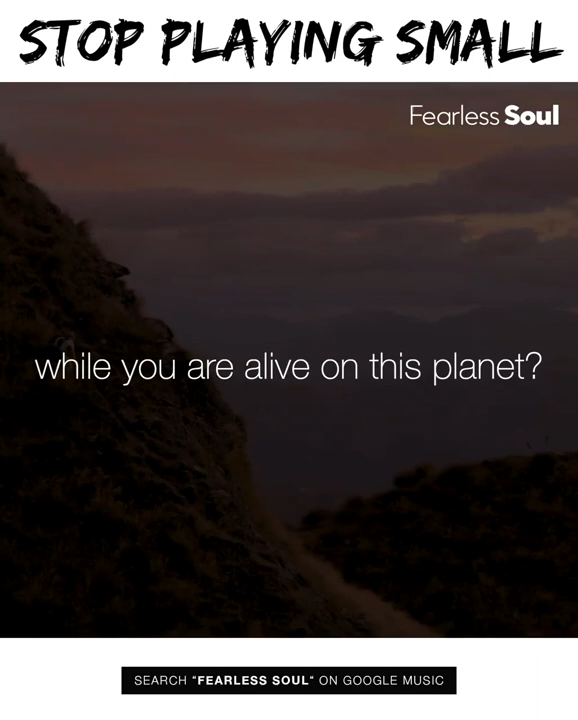 STOP PLAYING SMALL
Fearless Soul
while you are alive on this planet?
SEARCH "FEARLESS SOUL" ON GOOGLE MUSIC